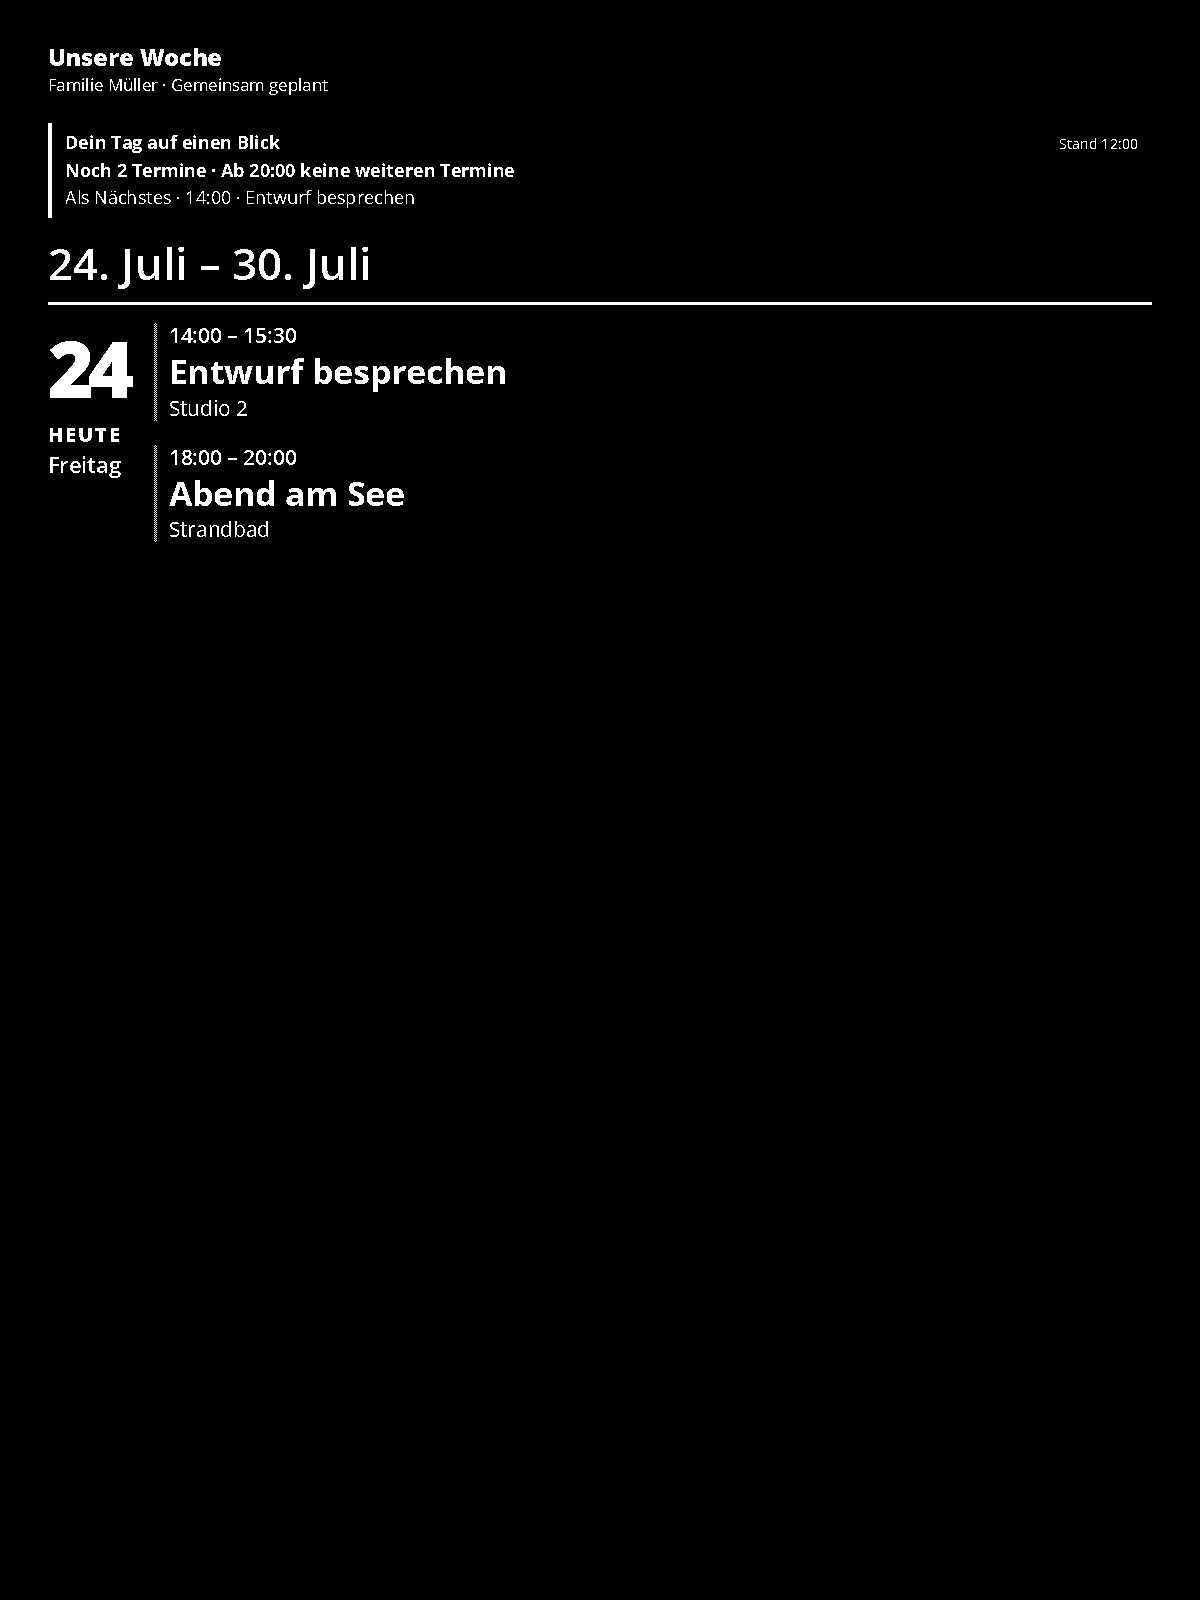 Unsere Woche
Familie Müller · Gemeinsam geplant
Dein Tag auf einen Blick
Stand 12:00
Noch 2 Termine · Ab 20:00 keine weiteren Termine
Als Nächstes · 14:00 · Entwurf besprechen
24. Juli – 30. Juli
24
HEUTE
Freitag
14:00 – 15:30
Entwurf besprechen
Studio 2
18:00 – 20:00
Abend am See
Strandbad